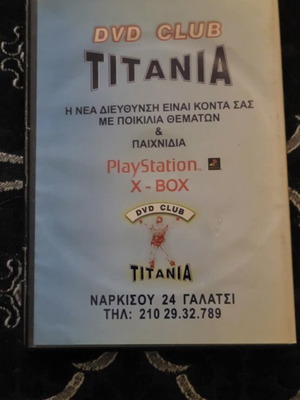 DVD CLUB
TITANIA
Η ΝΕΑ ΔΙΕΥΘΥΝΣΗ ΕΙΝΑΙ ΚΟΝΤΑ ΣΑΣ
ΜΕ ΠΟΙΚΙΛΙΑ ΘΕΜΑΤΩΝ
&
ΠΑΙΧΝΙΔΙΑ
PlayStation
X - BOX
DVD CLUB
TITANIA
ΝΑΡΚΙΣΟΥ 24 ΓΑΛΑΤΣΙ
ΤΗΛ: 210 29.32.789